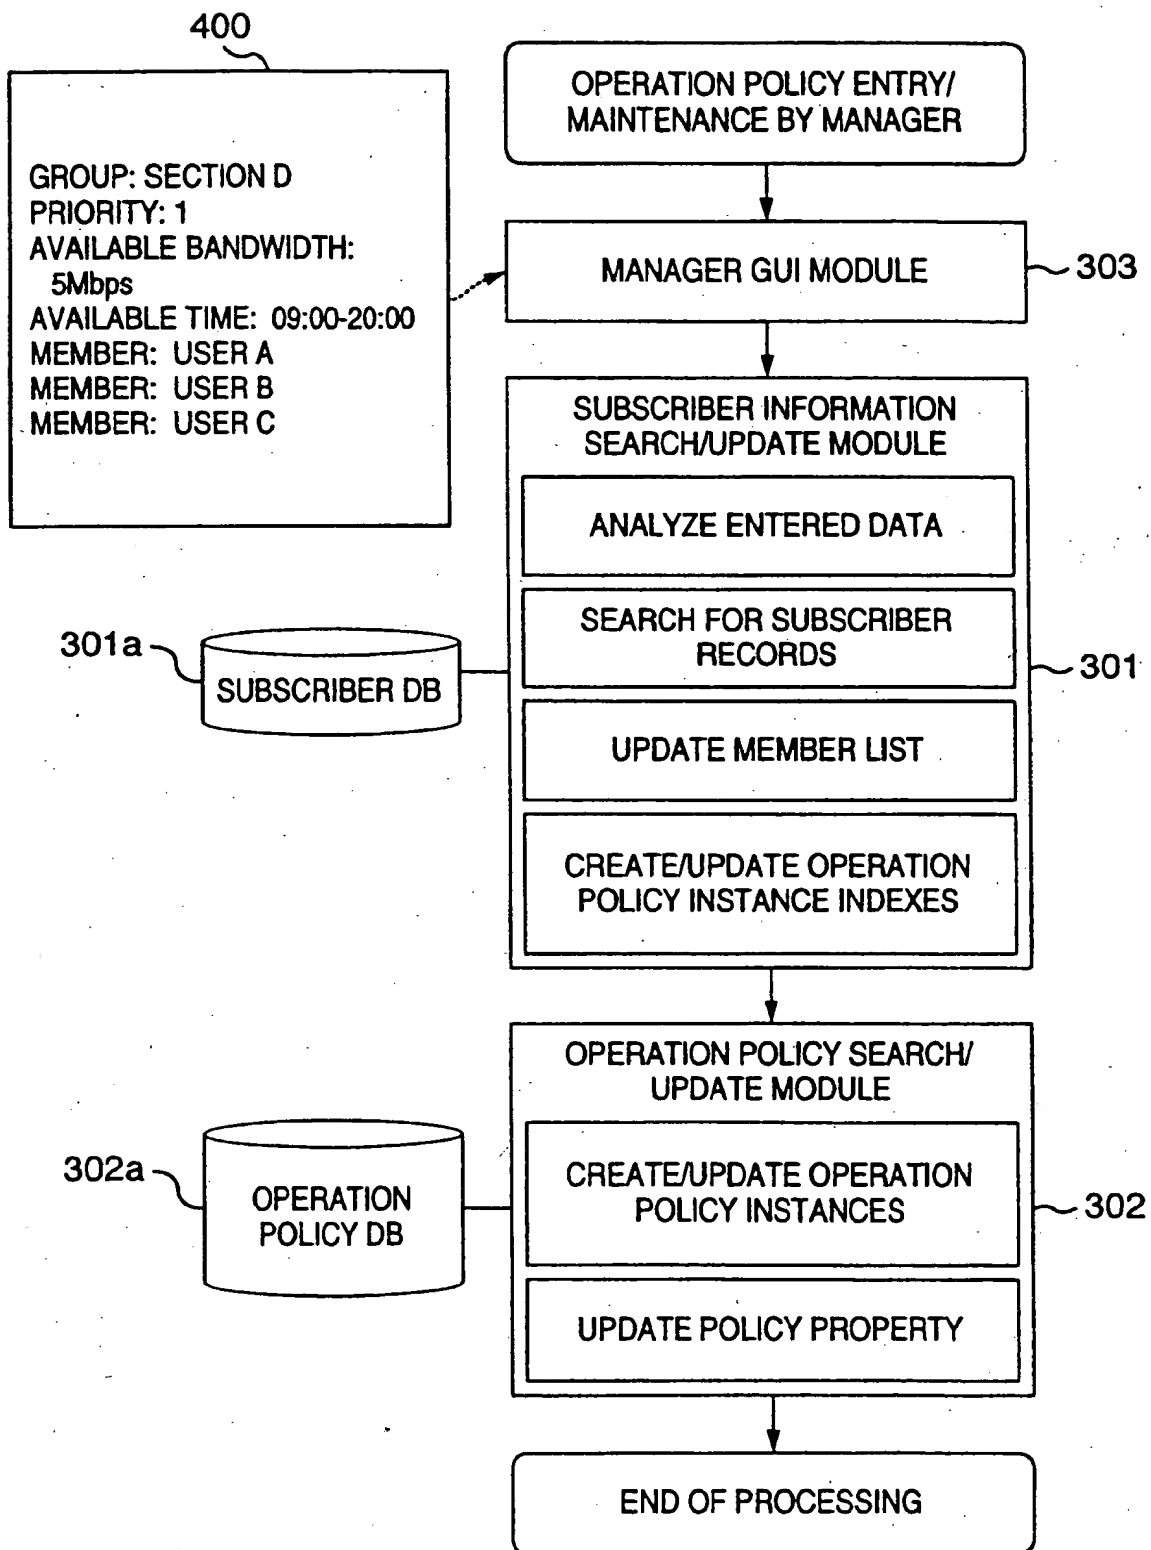 400
GROUP: SECTION D
PRIORITY: 1
AVAILABLE BANDWIDTH:
5Mbps
AVAILABLE TIME: 09:00-20:00
MEMBER: USER A
MEMBER: USER B
MEMBER: USER C
OPERATION POLICY ENTRY/
MAINTENANCE BY MANAGER
MANAGER GUI MODULE
303
SUBSCRIBER INFORMATION
SEARCH/UPDATE MODULE
ANALYZE ENTERED DATA
SEARCH FOR SUBSCRIBER
RECORDS
UPDATE MEMBER LIST
CREATE/UPDATE OPERATION
POLICY INSTANCE INDEXES
301
301a
SUBSCRIBER DB
OPERATION POLICY SEARCH/
UPDATE MODULE
CREATE/UPDATE OPERATION
POLICY INSTANCES
UPDATE POLICY PROPERTY
302
302a
OPERATION
POLICY DB
END OF PROCESSING